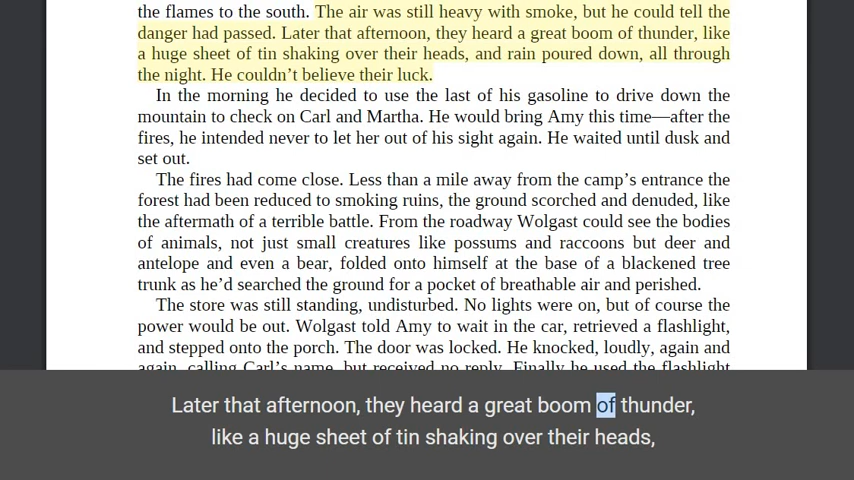 the flames to the south. The air was still heavy with smoke, but he could tell the
danger had passed. Later that afternoon, they heard a great boom of thunder, like
a huge sheet of tin shaking over their heads, and rain poured down, all through
the night. He couldn’t believe their luck.
In the morning he decided to use the last of his gasoline to drive down the
mountain to check on Carl and Martha. He would bring Amy this time—after the
fires, he intended never to let her out of his sight again. He waited until dusk and
set out.
The fires had come close. Less than a mile away from the camp’s entrance the
forest had been reduced to smoking ruins, the ground scorched and denuded, like
the aftermath of a terrible battle. From the roadway Wolgast could see the bodies
of animals, not just small creatures like possums and raccoons but deer and
antelope and even a bear, folded onto himself at the base of a blackened tree
trunk as he’d searched the ground for a pocket of breathable air and perished.
The store was still standing, undisturbed. No lights were on, but of course the
power would be out. Wolgast told Amy to wait in the car, retrieved a flashlight,
and stepped onto the porch. The door was locked. He knocked, loudly, again and
again, calling Carl’s name, but received no reply. Finally he used the flashlight
Later that afternoon, they heard a great boom of thunder,
like a huge sheet of tin shaking over their heads,